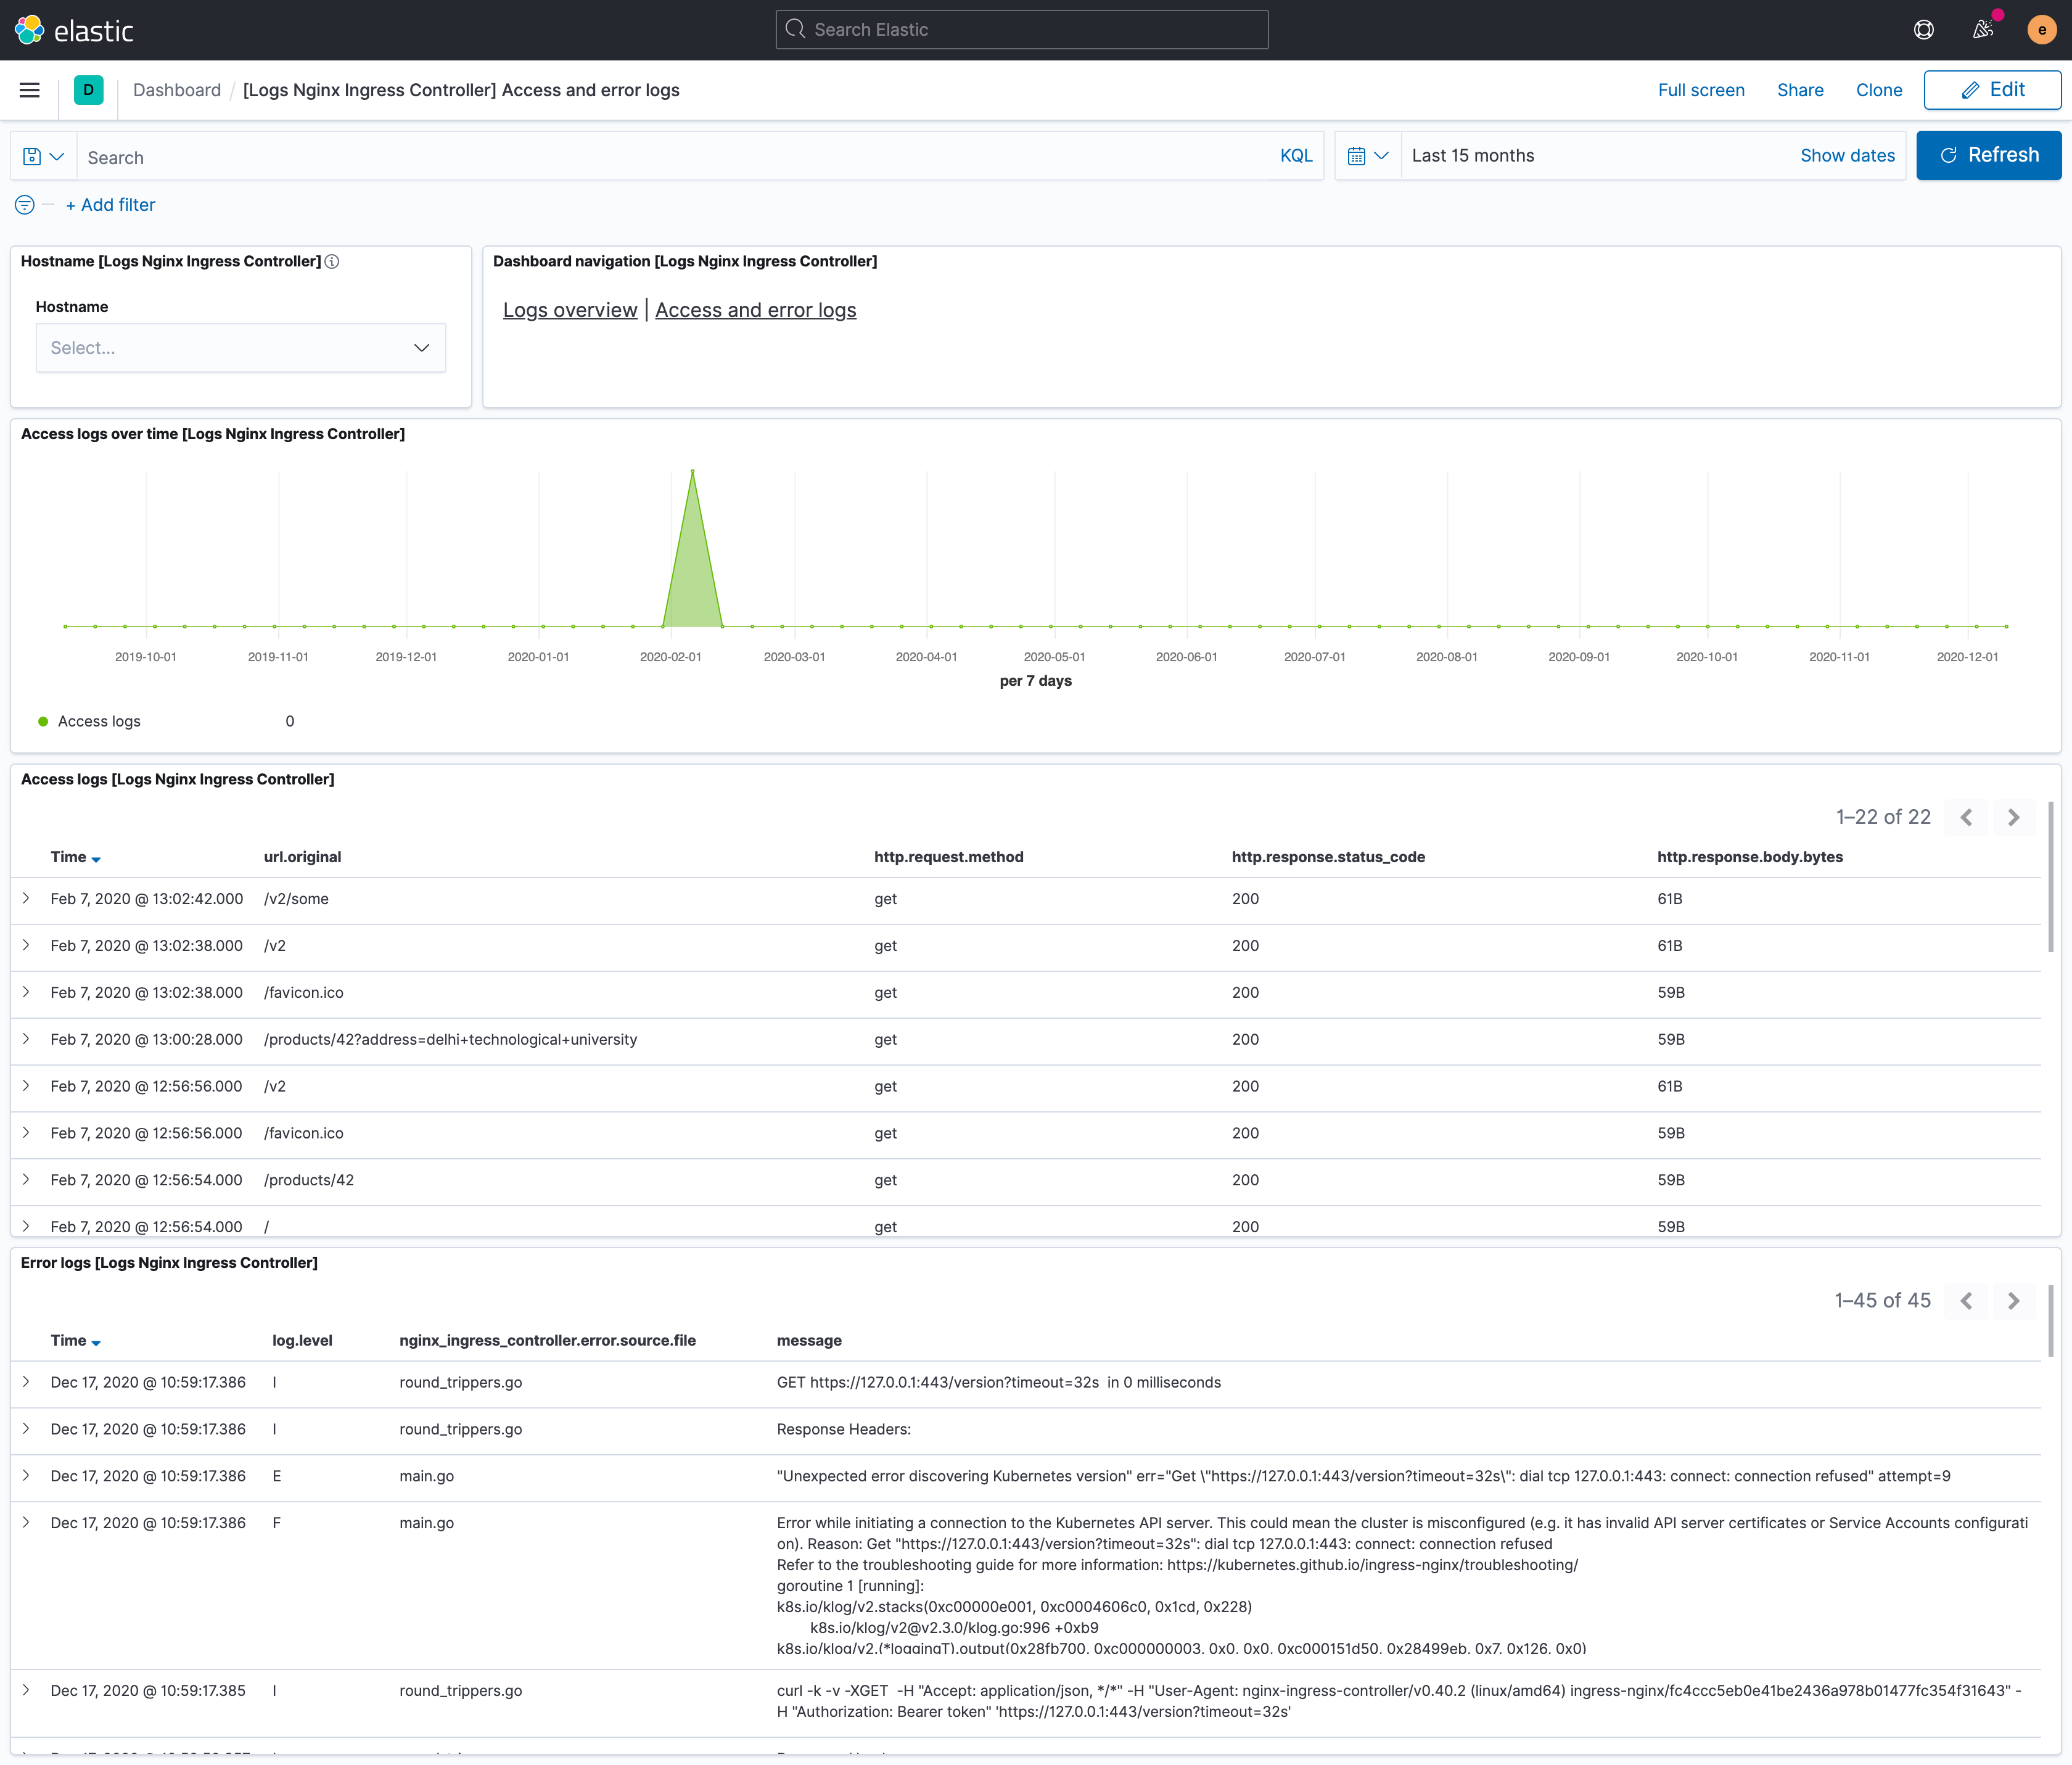 elastic
Search Elastic
e
D
Dashboard / [Logs Nginx Ingress Controller] Access and error logs
Full screen
Share
Clone
Edit
Search
KQL
Last 15 months
Show dates
Refresh
+ Add filter
Hostname [Logs Nginx Ingress Controller]
Hostname
Select...
Dashboard navigation [Logs Nginx Ingress Controller]
Logs overview | Access and error logs
Access logs over time [Logs Nginx Ingress Controller]
2019-10-01 2019-11-01 2019-12-01 2020-01-01 2020-02-01 2020-03-01 2020-04-01 2020-05-01 2020-06-01 2020-07-01 2020-08-01 2020-09-01 2020-10-01 2020-11-01 2020-12-01
per 7 days
Access logs 0
Access logs [Logs Nginx Ingress Controller]
1–22 of 22
Time url.original http.request.method http.response.status_code http.response.body.bytes
Feb 7, 2020 @ 13:02:42.000 /v2/some get 200 61B
Feb 7, 2020 @ 13:02:38.000 /v2 get 200 61B
Feb 7, 2020 @ 13:02:38.000 /favicon.ico get 200 59B
Feb 7, 2020 @ 13:00:28.000 /products/42?address=delhi+technological+university get 200 59B
Feb 7, 2020 @ 12:56:56.000 /v2 get 200 61B
Feb 7, 2020 @ 12:56:56.000 /favicon.ico get 200 59B
Feb 7, 2020 @ 12:56:54.000 /products/42 get 200 59B
Feb 7, 2020 @ 12:56:54.000 / get 200 59B
Error logs [Logs Nginx Ingress Controller]
1–45 of 45
Time log.level nginx_ingress_controller.error.source.file message
Dec 17, 2020 @ 10:59:17.386 I round_trippers.go GET https://127.0.0.1:443/version?timeout=32s in 0 milliseconds
Dec 17, 2020 @ 10:59:17.386 I round_trippers.go Response Headers:
Dec 17, 2020 @ 10:59:17.386 E main.go "Unexpected error discovering Kubernetes version" err="Get \"https://127.0.0.1:443/version?timeout=32s\": dial tcp 127.0.0.1:443: connect: connection refused" attempt=9
Dec 17, 2020 @ 10:59:17.386 F main.go Error while initiating a connection to the Kubernetes API server. This could mean the cluster is misconfigured (e.g. it has invalid API server certificates or Service Accounts configurati
on). Reason: Get "https://127.0.0.1:443/version?timeout=32s": dial tcp 127.0.0.1:443: connect: connection refused
Refer to the troubleshooting guide for more information: https://kubernetes.github.io/ingress-nginx/troubleshooting/
goroutine 1 [running]:
k8s.io/klog/v2.stacks(0xc00000e001, 0xc0004606c0, 0x1cd, 0x228)
k8s.io/klog/v2@v2.3.0/klog.go:996 +0xb9
k8s.io/klog/v2.(*loggingT).output(0x28fb700, 0xc000000003, 0x0, 0x0, 0xc000151d50, 0x28499eb, 0x7, 0x126, 0x0)
Dec 17, 2020 @ 10:59:17.385 I round_trippers.go curl -k -v -XGET -H "Accept: application/json, */*" -H "User-Agent: nginx-ingress-controller/v0.40.2 (linux/amd64) ingress-nginx/fc4ccc5eb0e41be2436a978b01477fc354f31643" -
H "Authorization: Bearer token" 'https://127.0.0.1:443/version?timeout=32s'